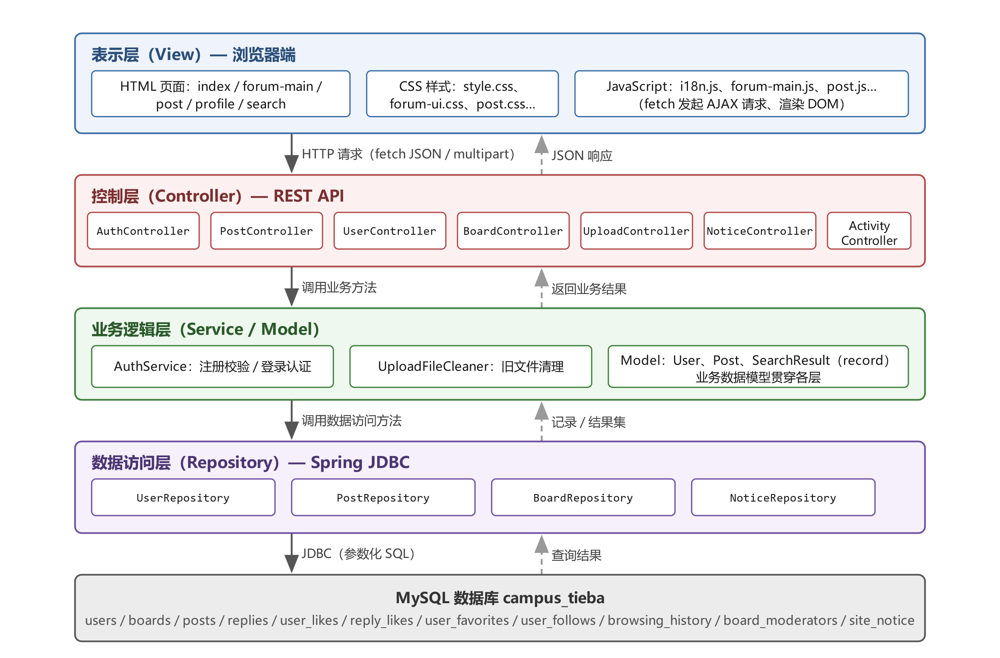 表示层（View）— 浏览器端
HTML 页面：index / forum-main /
post / profile / search
CSS 样式：style.css、
forum-ui.css、post.css...
JavaScript：i18n.js、forum-main.js、post.js...
（fetch 发起 AJAX 请求、渲染 DOM）
HTTP 请求（fetch JSON / multipart）
JSON 响应
控制层（Controller）— REST API
AuthController
PostController
UserController
BoardController
UploadController
NoticeController
Activity
Controller
调用业务方法
返回业务结果
业务逻辑层（Service / Model）
AuthService：注册校验 / 登录认证
UploadFileCleaner：旧文件清理
Model：User、Post、SearchResult（record）
业务数据模型贯穿各层
调用数据访问方法
记录 / 结果集
数据访问层（Repository）— Spring JDBC
UserRepository
PostRepository
BoardRepository
NoticeRepository
JDBC（参数化 SQL）
查询结果
MySQL 数据库 campus_tieba
users / boards / posts / replies / user_likes / reply_likes / user_favorites / user_follows / browsing_history / board_moderators / site_notice